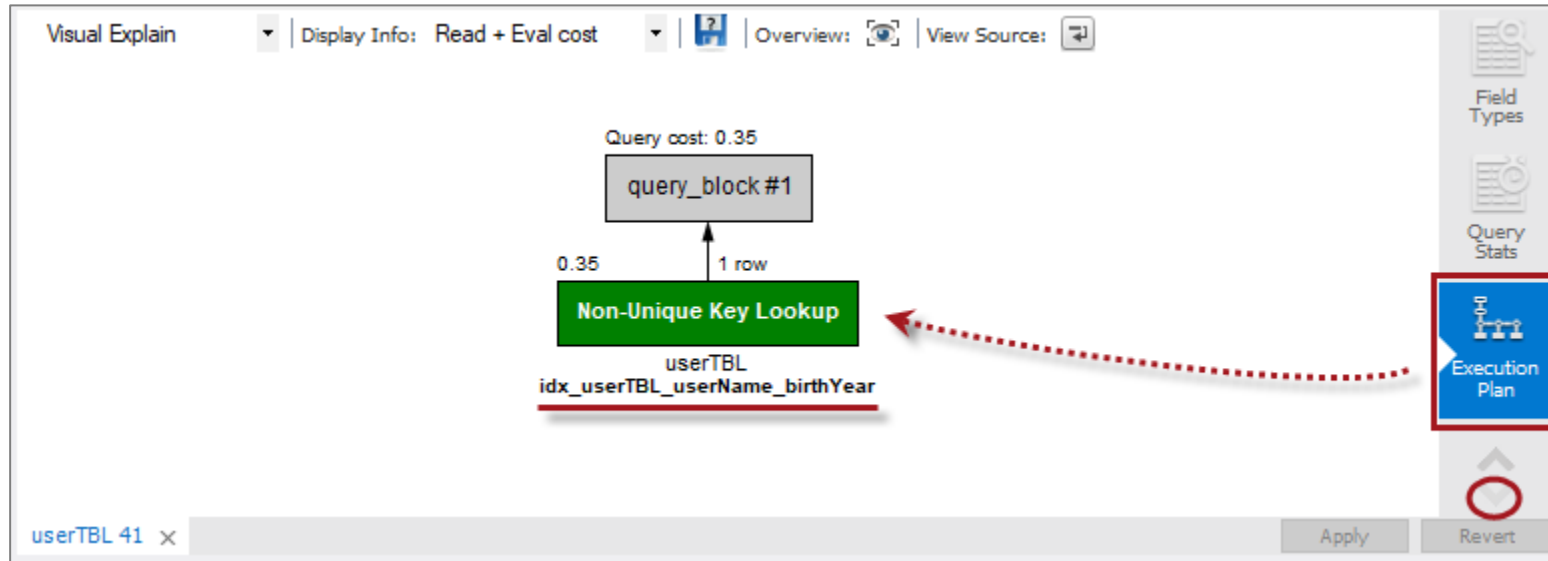 Visual Explain Display Info: Read + Eval cost Overview: View Source:
Query cost: 0.35
query_block #1
0.35 1 row
Non-Unique Key Lookup
userTBL
idx_userTBL_userName_birthYear
Field
Types
Query
Stats
Execution
Plan
userTBL 41 Apply Revert